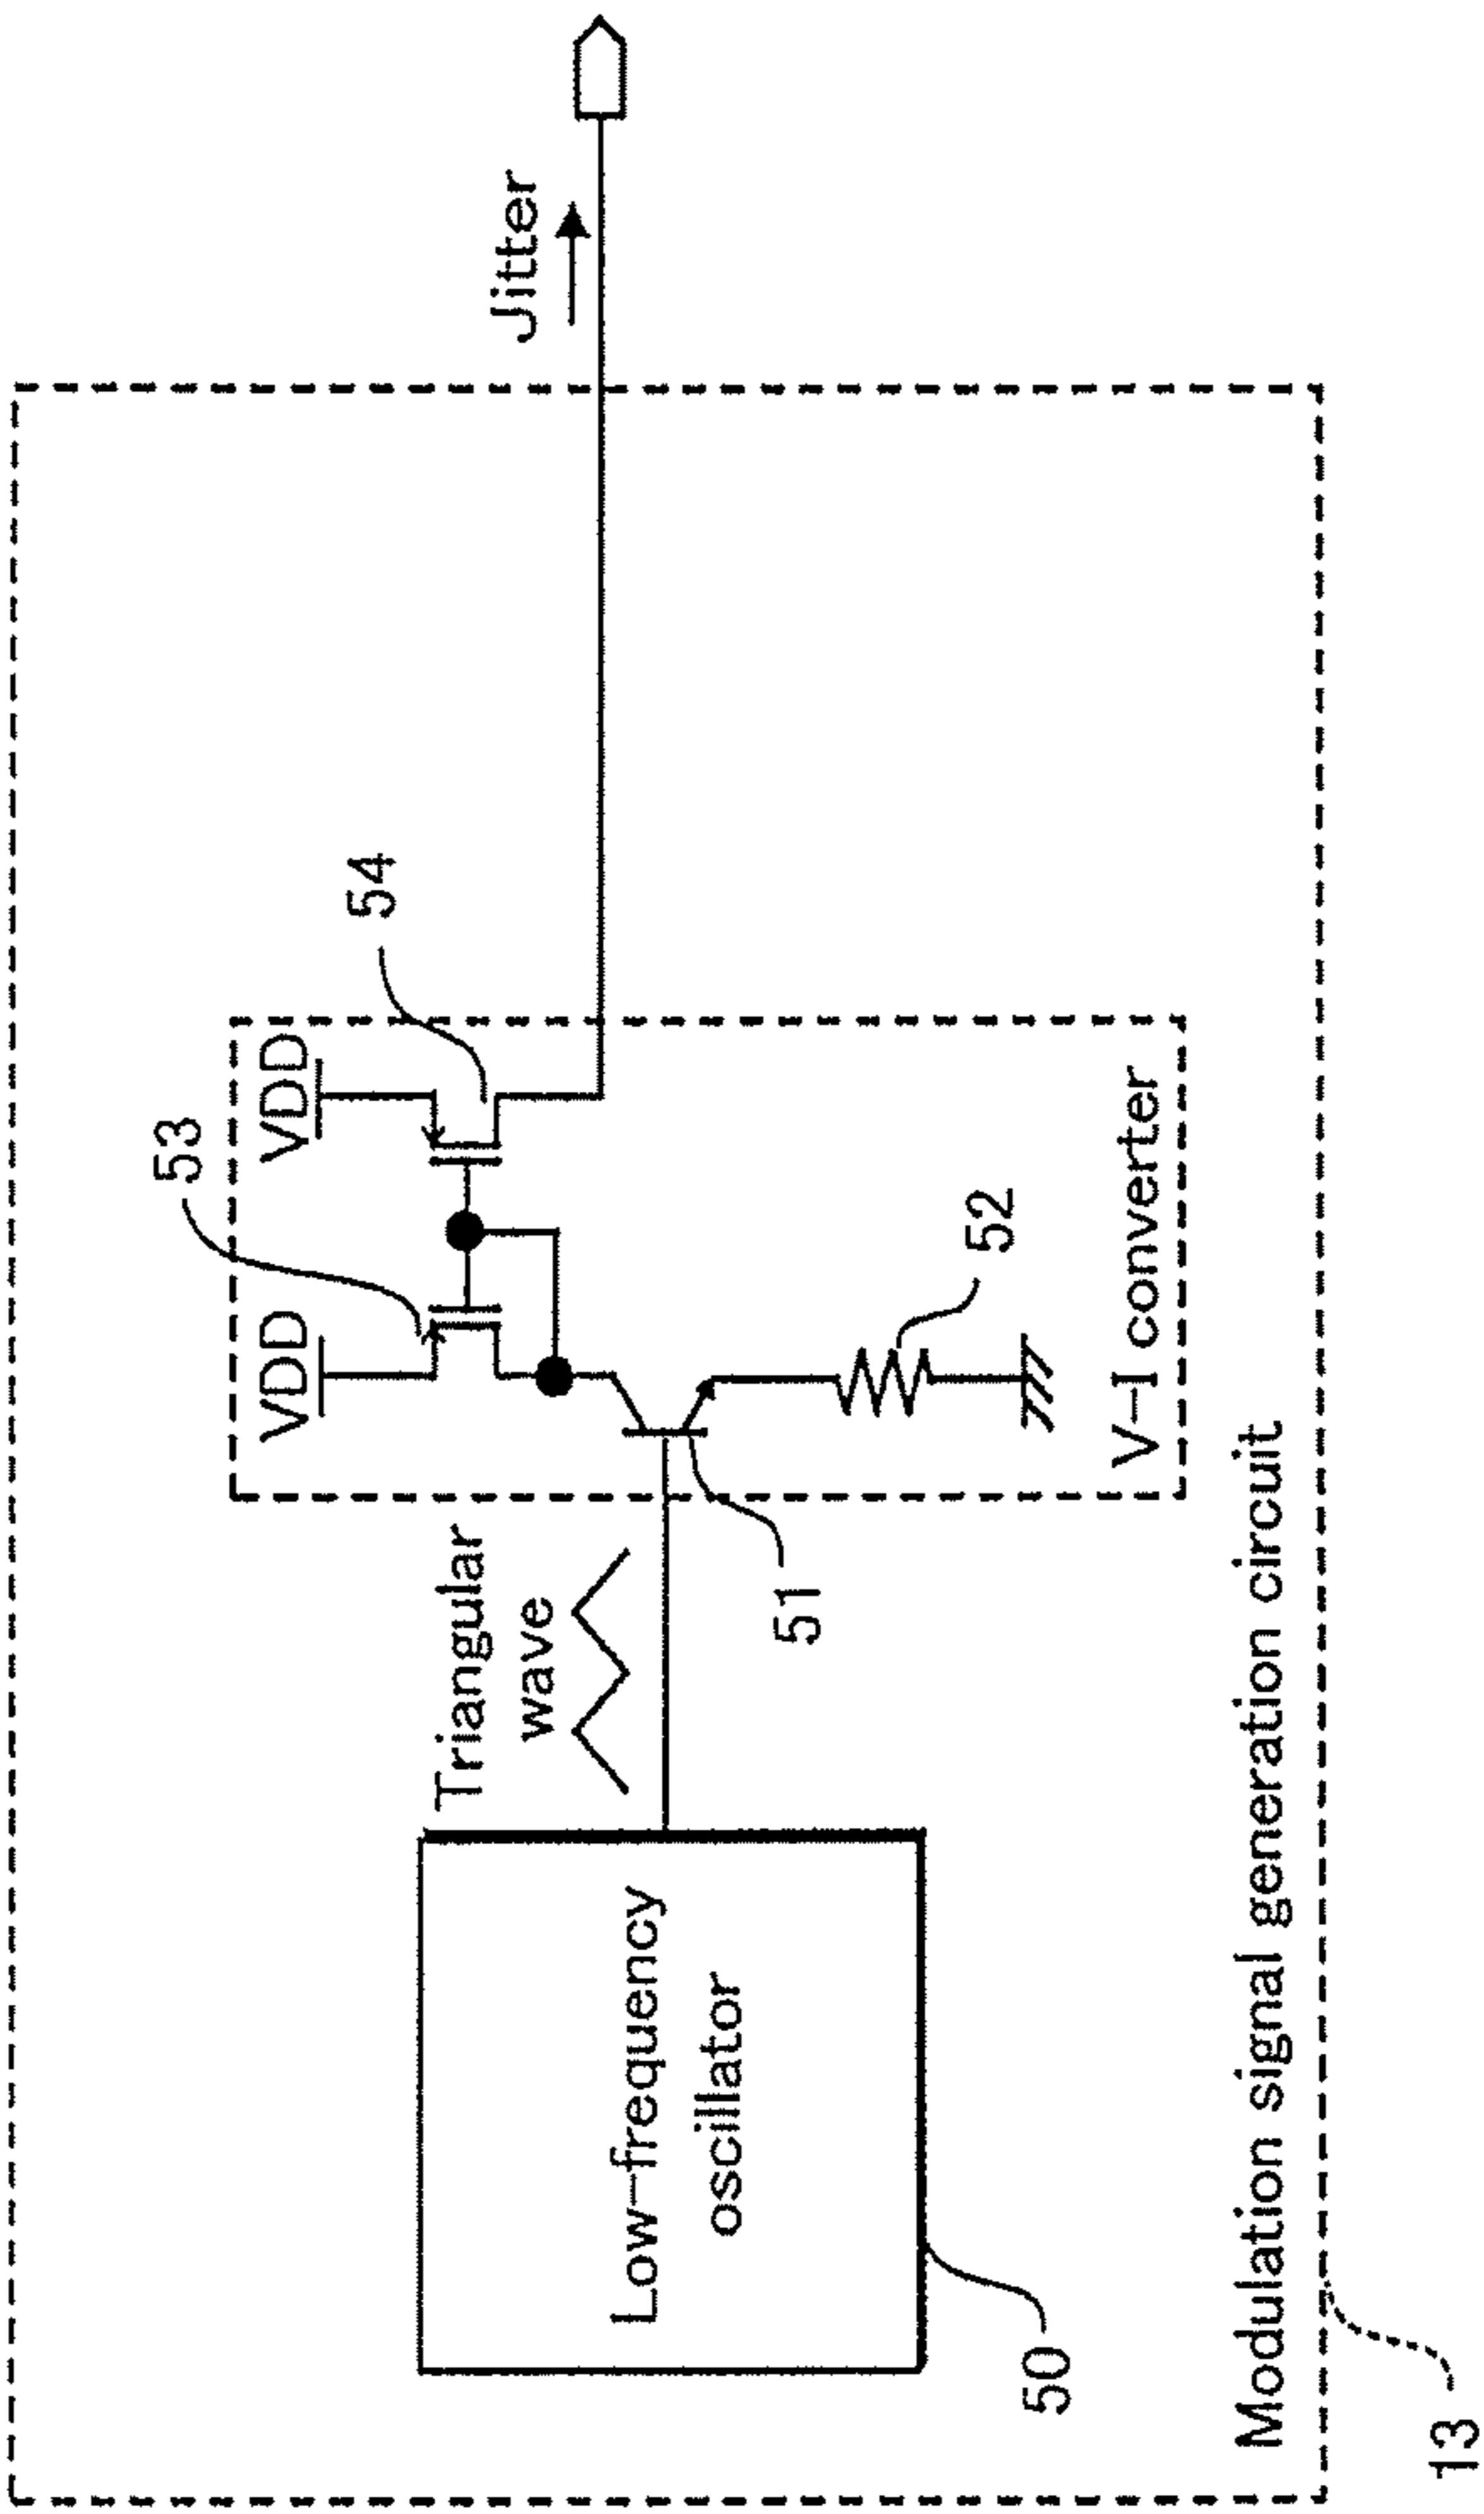 Jitter
53
54
VDD
VDD
Triangular
wave
Low-frequency
oscillator
51
52
50
V-I converter
Modulation signal generation circuit
13